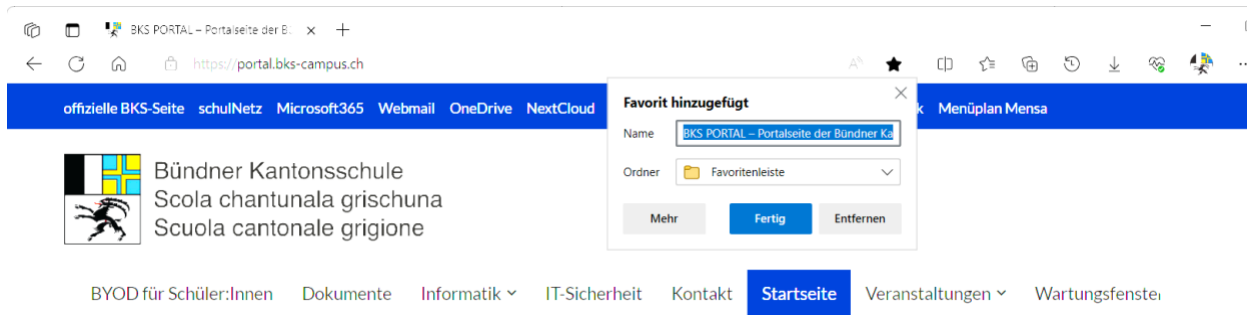 BKS PORTAL – Portalseite der B
https://portal.bks-campus.ch
offizielle BKS-Seite schulNetz Microsoft365 Webmail OneDrive NextCloud k Menüplan Mensa
Favorit hinzugefügt
Name BKS PORTAL – Portalseite der Bündner Ka
Ordner Favoritenleiste
Mehr Fertig Entfernen
Bündner Kantonsschule
Scola chantunala grischuna
Scuola cantonale grigione
BYOD für Schüler:Innen Dokumente Informatik IT-Sicherheit Kontakt Startseite Veranstaltungen Wartungsfenster